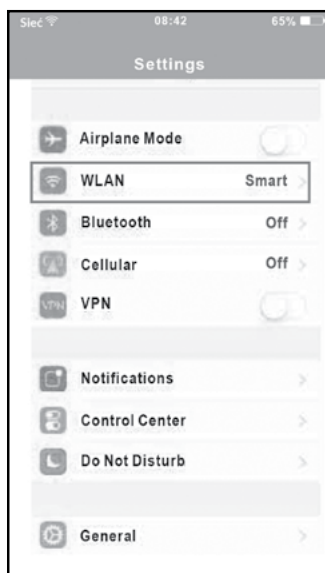 Sieć 08:42 65%
Settings
Airplane Mode
WLAN Smart
Bluetooth Off
Cellular Off
VPN VPN
Notifications
Control Center
Do Not Disturb
General